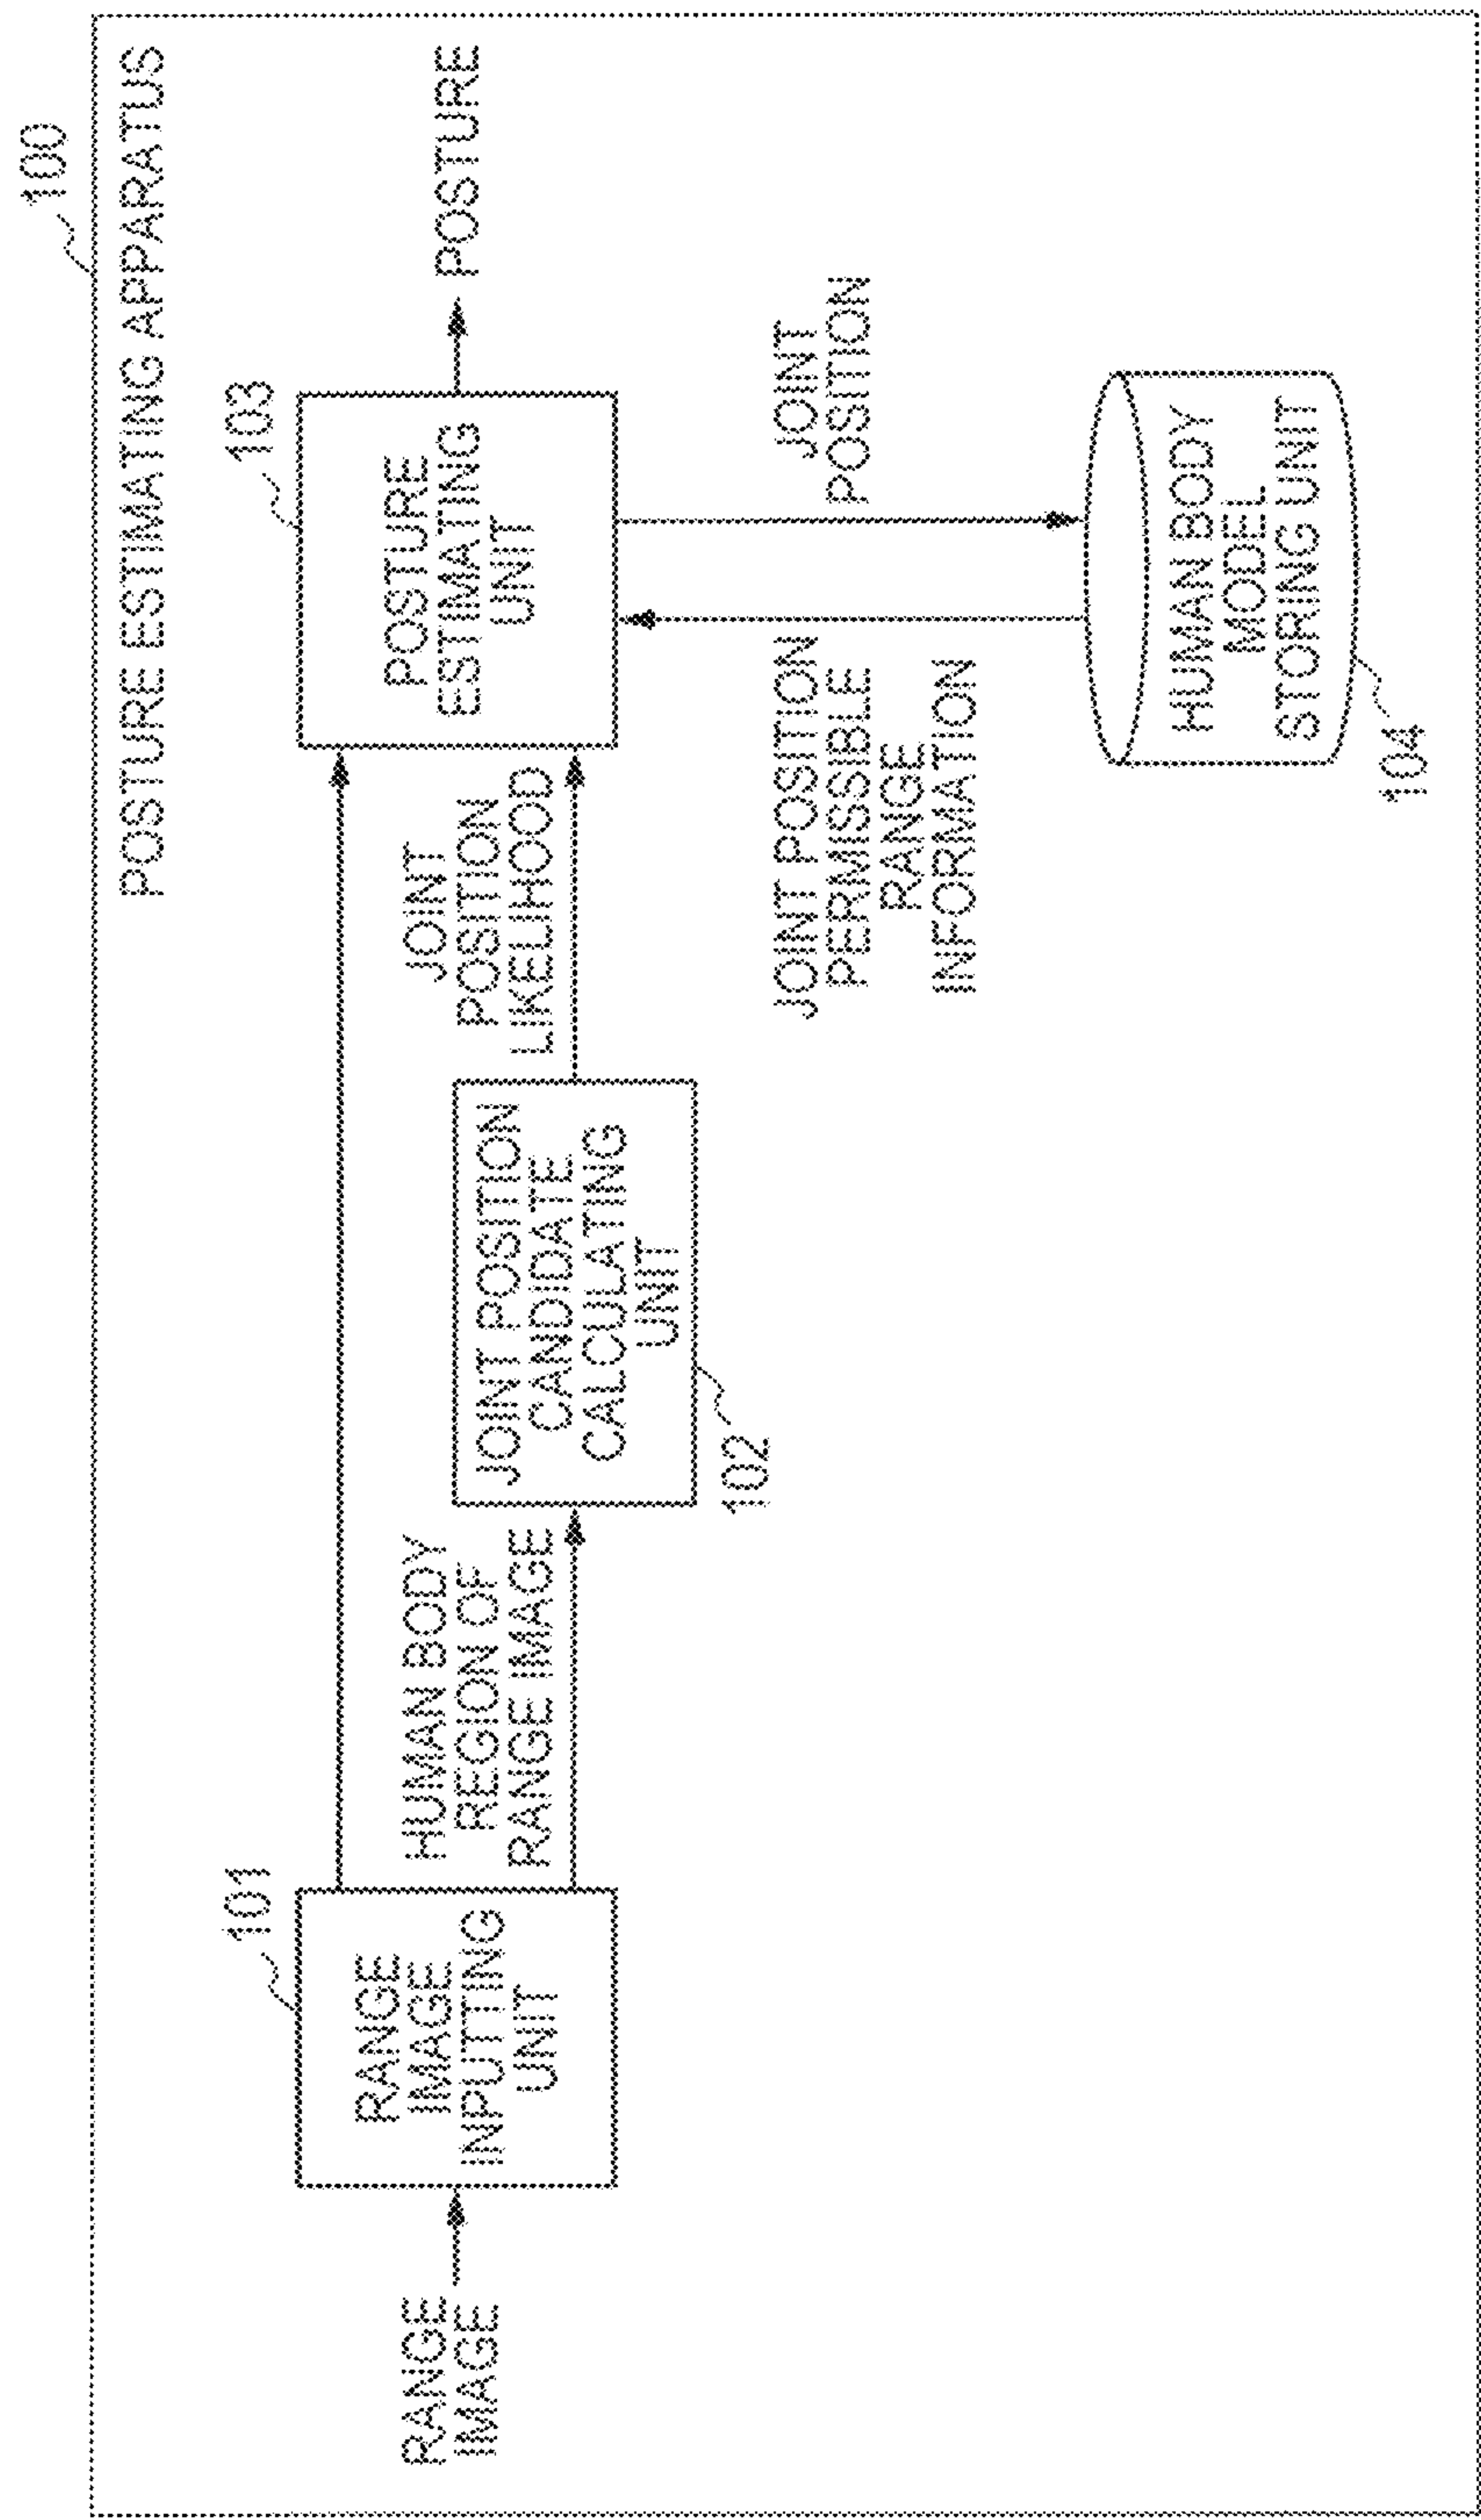 100
POSTURE ESTIMATING APPARATUS
RANGE
IMAGE
101
RANGE
IMAGE
INPUTTING
UNIT
HUMAN BODY
REGION OF
RANGE IMAGE
JOINT POSITION
CANDIDATE
CALCULATING
UNIT
102
JOINT
POSITION
LIKELIHOOD
103
POSTURE
ESTIMATING
UNIT
POSTURE
JOINT POSITION
PERMISSIBLE
RANGE
INFORMATION
JOINT
POSITION
HUMAN BODY
MODEL
STORING UNIT
104